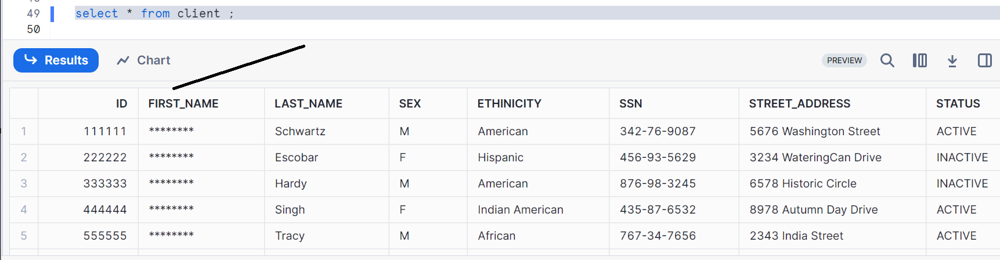 49 select * from client ;
50
Results Chart PREVIEW
ID FIRST_NAME LAST_NAME SEX ETHINICITY SSN STREET_ADDRESS STATUS
1 111111 ******** Schwartz M American 342-76-9087 5676 Washington Street ACTIVE
2 222222 ******** Escobar F Hispanic 456-93-5629 3234 WateringCan Drive INACTIVE
3 333333 ******** Hardy M American 876-98-3245 6578 Historic Circle INACTIVE
4 444444 ******** Singh F Indian American 435-87-6532 8978 Autumn Day Drive ACTIVE
5 555555 ******** Tracy M African 767-34-7656 2343 India Street ACTIVE